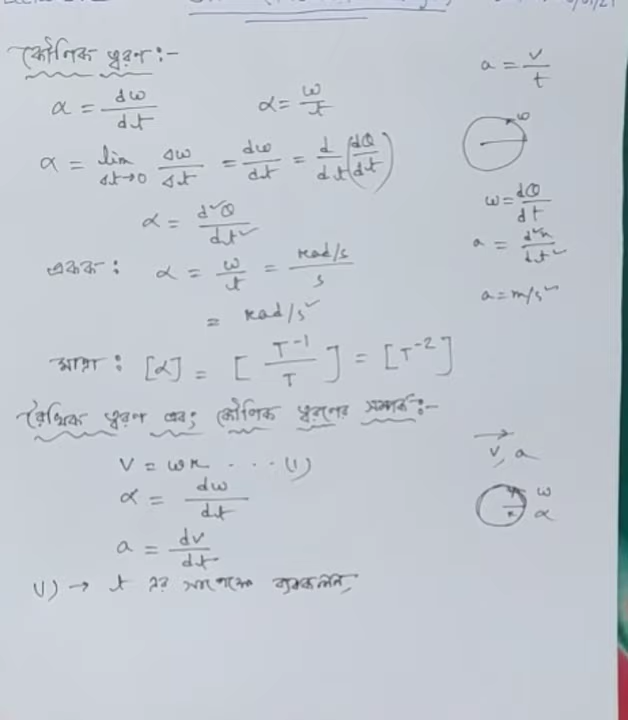 কৌণিক ত্বরণ :-
a = v/t
α = dω/dt α = ω/t
ω
α = lim Δt→0 Δω/Δt = dω/dt = d/dt (dθ/dt)
ω = dθ/dt
α = d²θ/dt²
a = d²x/dt²
একক : α = ω/t = rad/s / s
a = m/s²
= rad/s²
মাত্রা : [α] = [T⁻¹/T] = [T⁻²]
রৈখিক ত্বরণ এবং কৌণিক ত্বরণের সম্পর্ক :-
v, a
v = ωr ... (1)
ω
α = dω/dt
r α
a = dv/dt
(1) → t এর সাপেক্ষে ব্যবকলন,